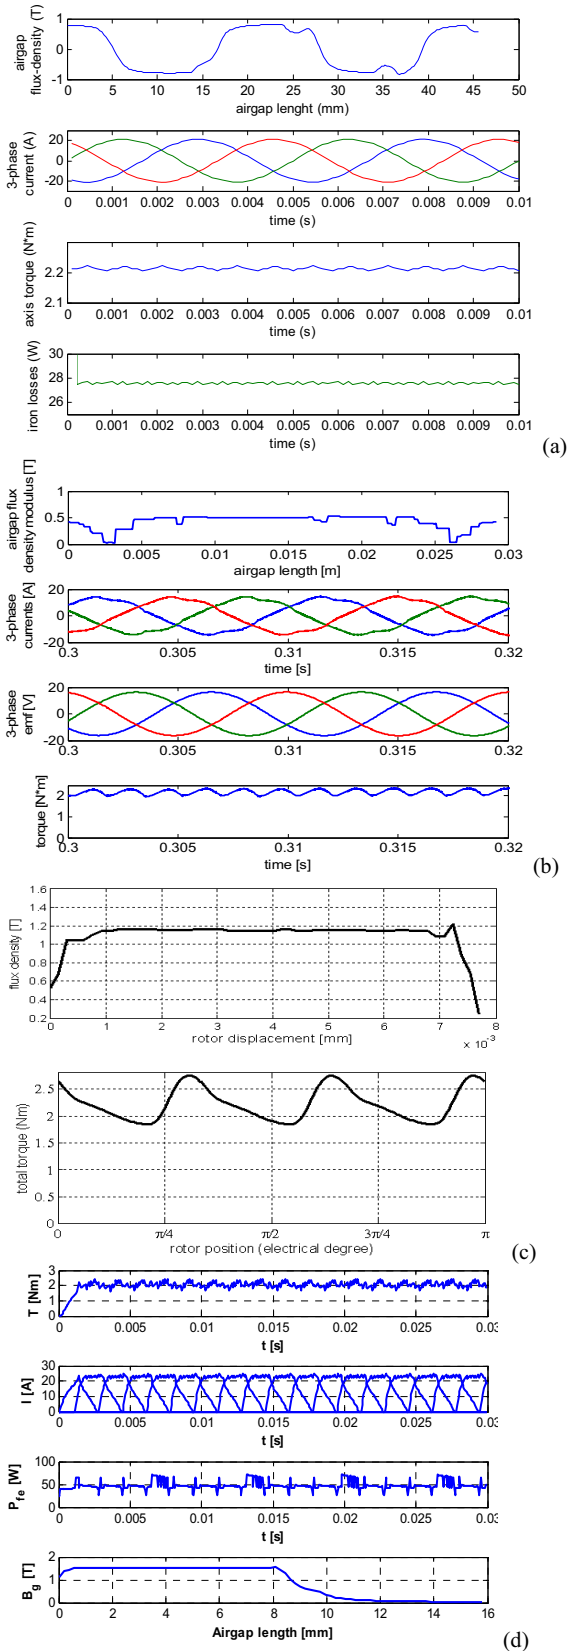 airgap
flux-density (T)
1
0
-1
0 5 10 15 20 25 30 35 40 45 50
airgap lenght (mm)
3-phase
current (A)
20
0
-20
0 0.001 0.002 0.003 0.004 0.005 0.006 0.007 0.008 0.009 0.01
time (s)
axis torque (N*m)
2.2
2.1
0 0.001 0.002 0.003 0.004 0.005 0.006 0.007 0.008 0.009 0.01
time (s)
iron losses (W)
30
28
26
0 0.001 0.002 0.003 0.004 0.005 0.006 0.007 0.008 0.009 0.01
time (s)
(a)
airgap flux
density modulus [T]
1
0.5
0
0 0.005 0.01 0.015 0.02 0.025 0.03
airgap length [m]
3-phase
currents [A]
20
0
-20
0.3 0.305 0.31 0.315 0.32
time [s]
3-phase
emf [V]
20
0
-20
0.3 0.305 0.31 0.315 0.32
time [s]
torque [N*m]
2
1
0
0.3 0.305 0.31 0.315 0.32
time [s]
(b)
flux density [T]
1.6
1.4
1.2
1.0
0.8
0.6
0.4
0.2
0 1 2 3 4 5 6 7 8
rotor displacement [mm]
x 10⁻³
total torque (Nm)
2.5
2
1.5
1
0.5
0
0 π/4 π/2 3π/4 π
rotor position (electrical degree)
(c)
T [Nm]
3
2
1
0
0 0.005 0.01 0.015 0.02 0.025 0.03
t [s]
I [A]
30
20
10
0
0 0.005 0.01 0.015 0.02 0.025 0.03
t [s]
P_fe [W]
100
50
0
0 0.005 0.01 0.015 0.02 0.025 0.03
t [s]
B_g [T]
2
1
0
0 2 4 6 8 10 12 14 16
Airgap length [mm]
(d)